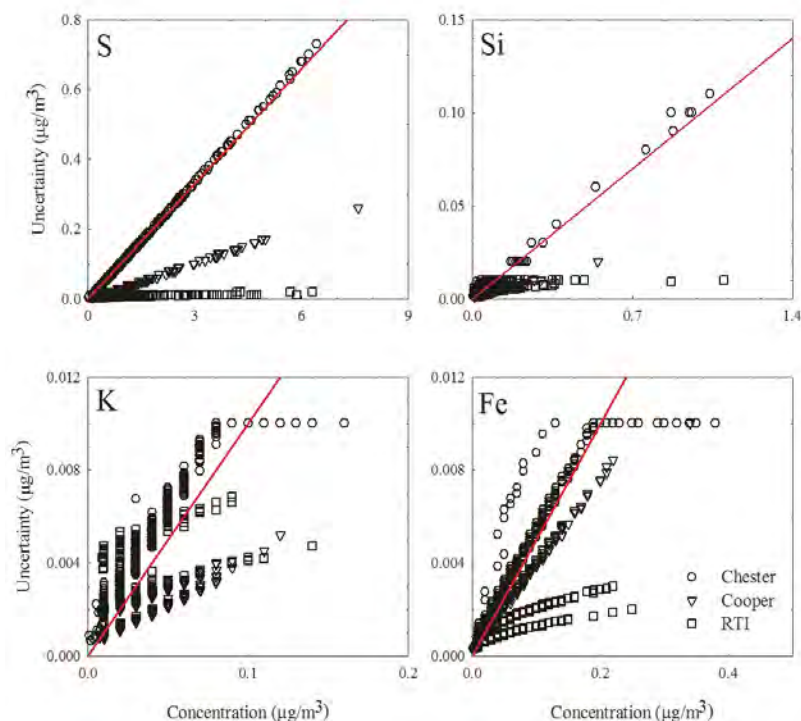 S
Si
0.8
0.6
0.4
0.2
0.0
0
3
6
9
0.15
0.10
0.05
0.00
0.0
0.7
1.4
Uncertainty (µg/m³)
K
Fe
0.012
0.008
0.004
0.000
0.0
0.1
0.2
0.012
0.008
0.004
0.000
0.0
0.2
0.4
Uncertainty (µg/m³)
Chester
Cooper
RTI
Concentration (µg/m³)
Concentration (µg/m³)